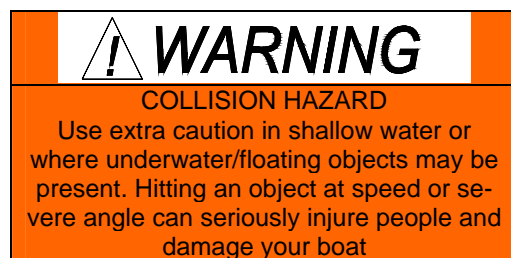 ! WARNING
COLLISION HAZARD
Use extra caution in shallow water or
where underwater/floating objects may be
present. Hitting an object at speed or se-
vere angle can seriously injure people and
damage your boat